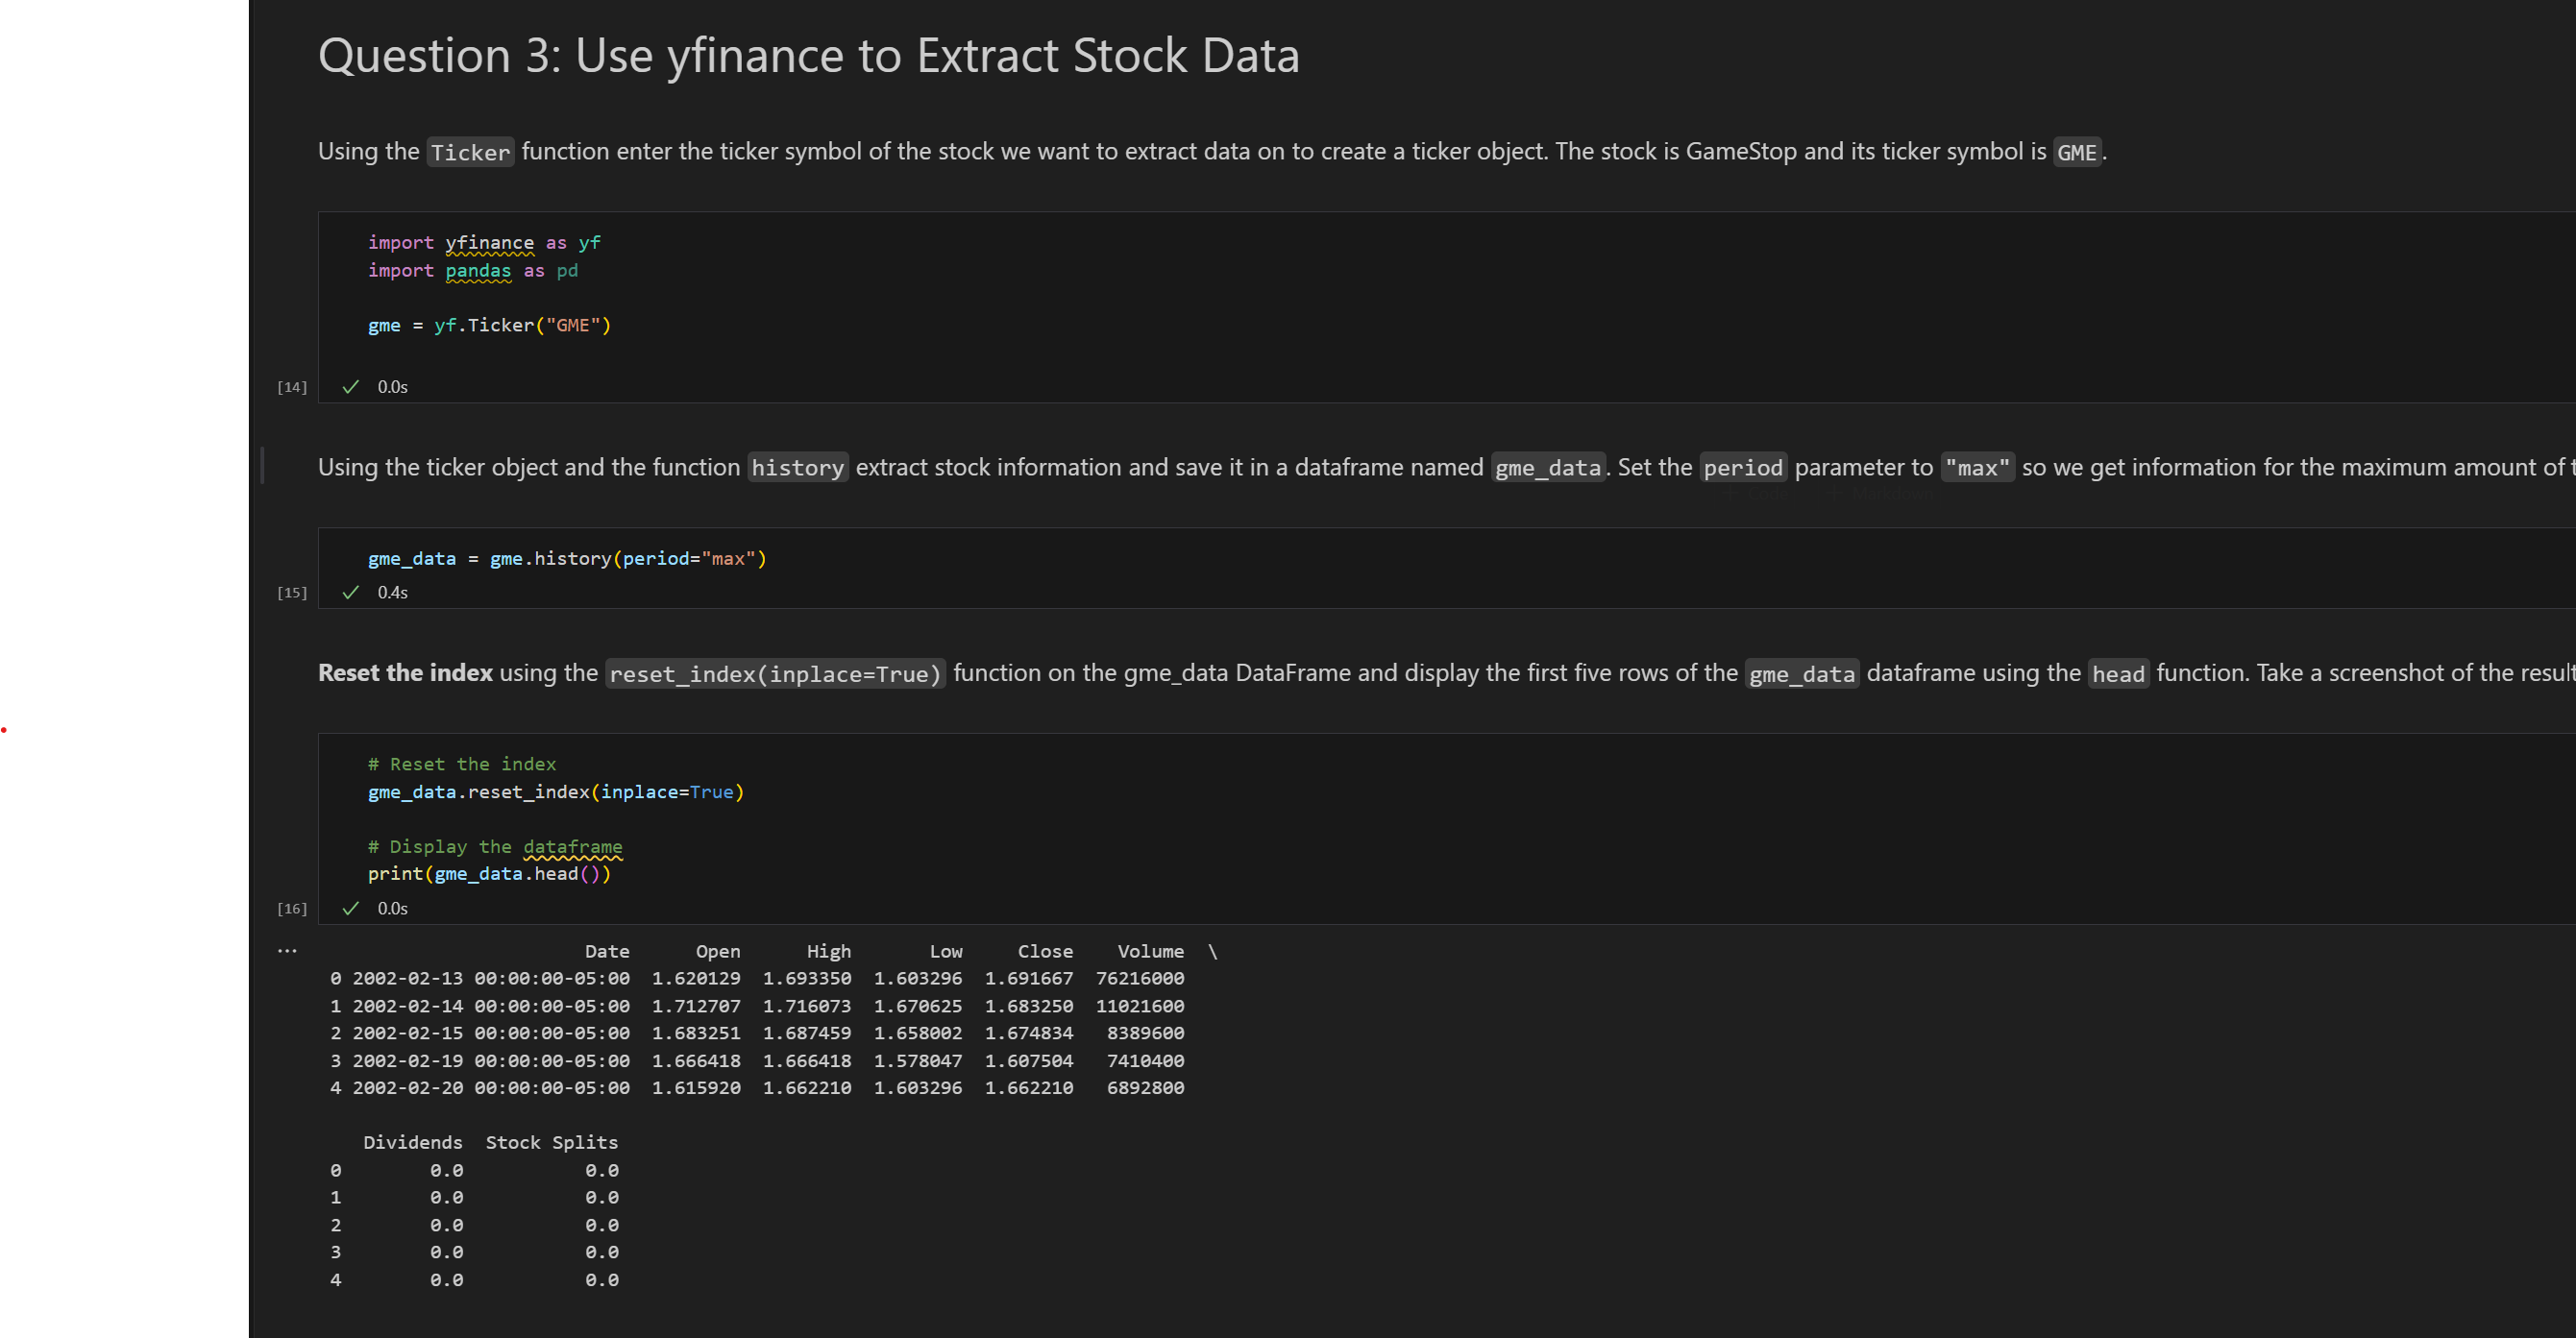 Question 3: Use yfinance to Extract Stock Data
Using the Ticker function enter the ticker symbol of the stock we want to extract data on to create a ticker object. The stock is GameStop and its ticker symbol is GME.
import yfinance as yf
import pandas as pd
gme = yf.Ticker("GME")
[14] ✓ 0.0s
Using the ticker object and the function history extract stock information and save it in a dataframe named gme_data. Set the period parameter to "max" so we get information for the maximum amount of
gme_data = gme.history(period="max")
[15] ✓ 0.4s
Reset the index using the reset_index(inplace=True) function on the gme_data DataFrame and display the first five rows of the gme_data dataframe using the head function. Take a screenshot of the
# Reset the index
gme_data.reset_index(inplace=True)
# Display the dataframe
print(gme_data.head())
[16] ✓ 0.0s
... Date Open High Low Close Volume \
0 2002-02-13 00:00:00-05:00 1.620129 1.693350 1.603296 1.691667 76216000
1 2002-02-14 00:00:00-05:00 1.712707 1.716073 1.670625 1.683250 11021600
2 2002-02-15 00:00:00-05:00 1.683251 1.687459 1.658002 1.674834 8389600
3 2002-02-19 00:00:00-05:00 1.666418 1.666418 1.578047 1.607504 7410400
4 2002-02-20 00:00:00-05:00 1.615920 1.662210 1.603296 1.662210 6892800
Dividends Stock Splits
0 0.0 0.0
1 0.0 0.0
2 0.0 0.0
3 0.0 0.0
4 0.0 0.0